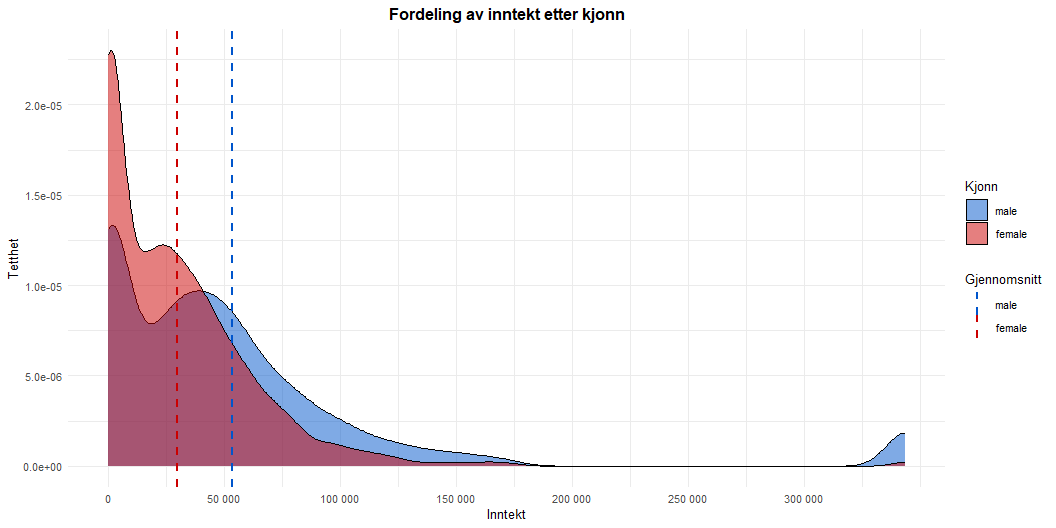 Fordeling av inntekt etter kjonn
Tetthet
2.0e-05
1.5e-05
1.0e-05
5.0e-06
0.0e+00
0
50 000
100 000
150 000
200 000
250 000
300 000
Inntekt
Kjonn
male
female
Gjennomsnitt
male
female